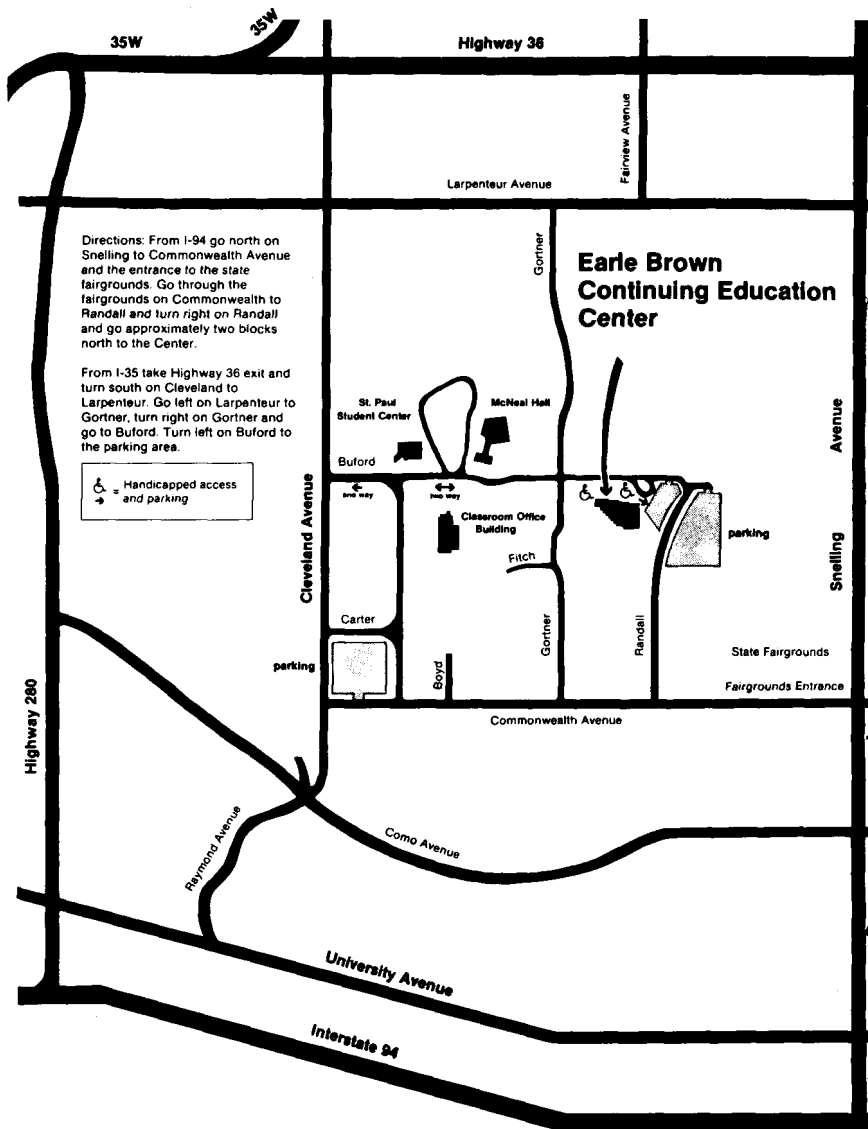 35W
35W
Highway 36
Fairview Avenue
Larpenteur Avenue
Directions: From I-94 go north on
Snelling to Commonwealth Avenue
and the entrance to the state
fairgrounds. Go through the
fairgrounds on Commonwealth to
Randall and turn right on Randall
and go approximately two blocks
north to the Center.
From I-35 take Highway 36 exit and
turn south on Cleveland to
Larpenteur. Go left on Larpenteur to
Gortner, turn right on Gortner and
go to Buford. Turn left on Buford to
the parking area.
= Handicapped access
and parking
Gortner
Earle Brown
Continuing Education
Center
St. Paul
Student Center
McNeal Hall
Buford
one way
two way
Classroom Office
Building
Fitch
parking
Cleveland Avenue
Snelling Avenue
Carter
parking
Boyd
Gortner
Randall
State Fairgrounds
Fairgrounds Entrance
Commonwealth Avenue
Highway 280
Raymond Avenue
Como Avenue
University Avenue
Interstate 94